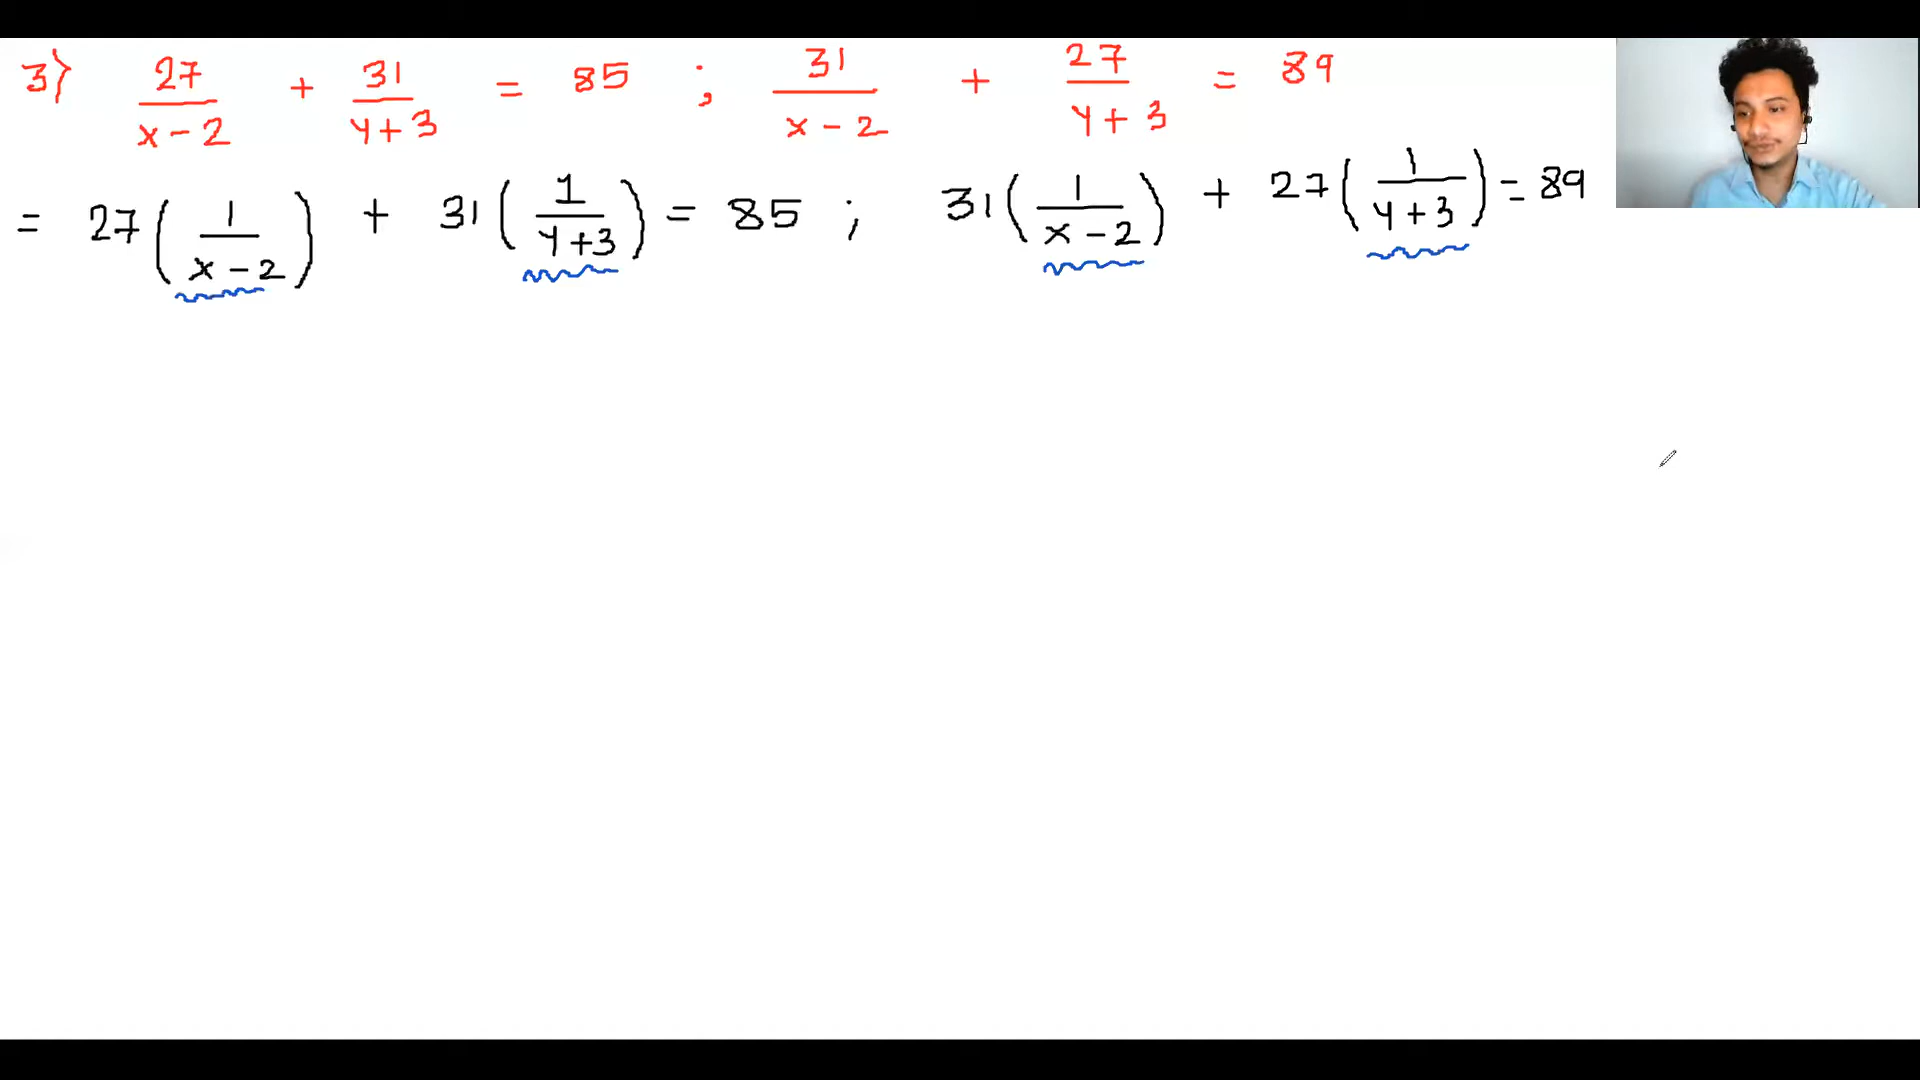 3) 27/(x-2) + 31/(y+3) = 85 ; 31/(x-2) + 27/(y+3) = 89
= 27(1/(x-2)) + 31(1/(y+3)) = 85 ; 31(1/(x-2)) + 27(1/(y+3)) = 89